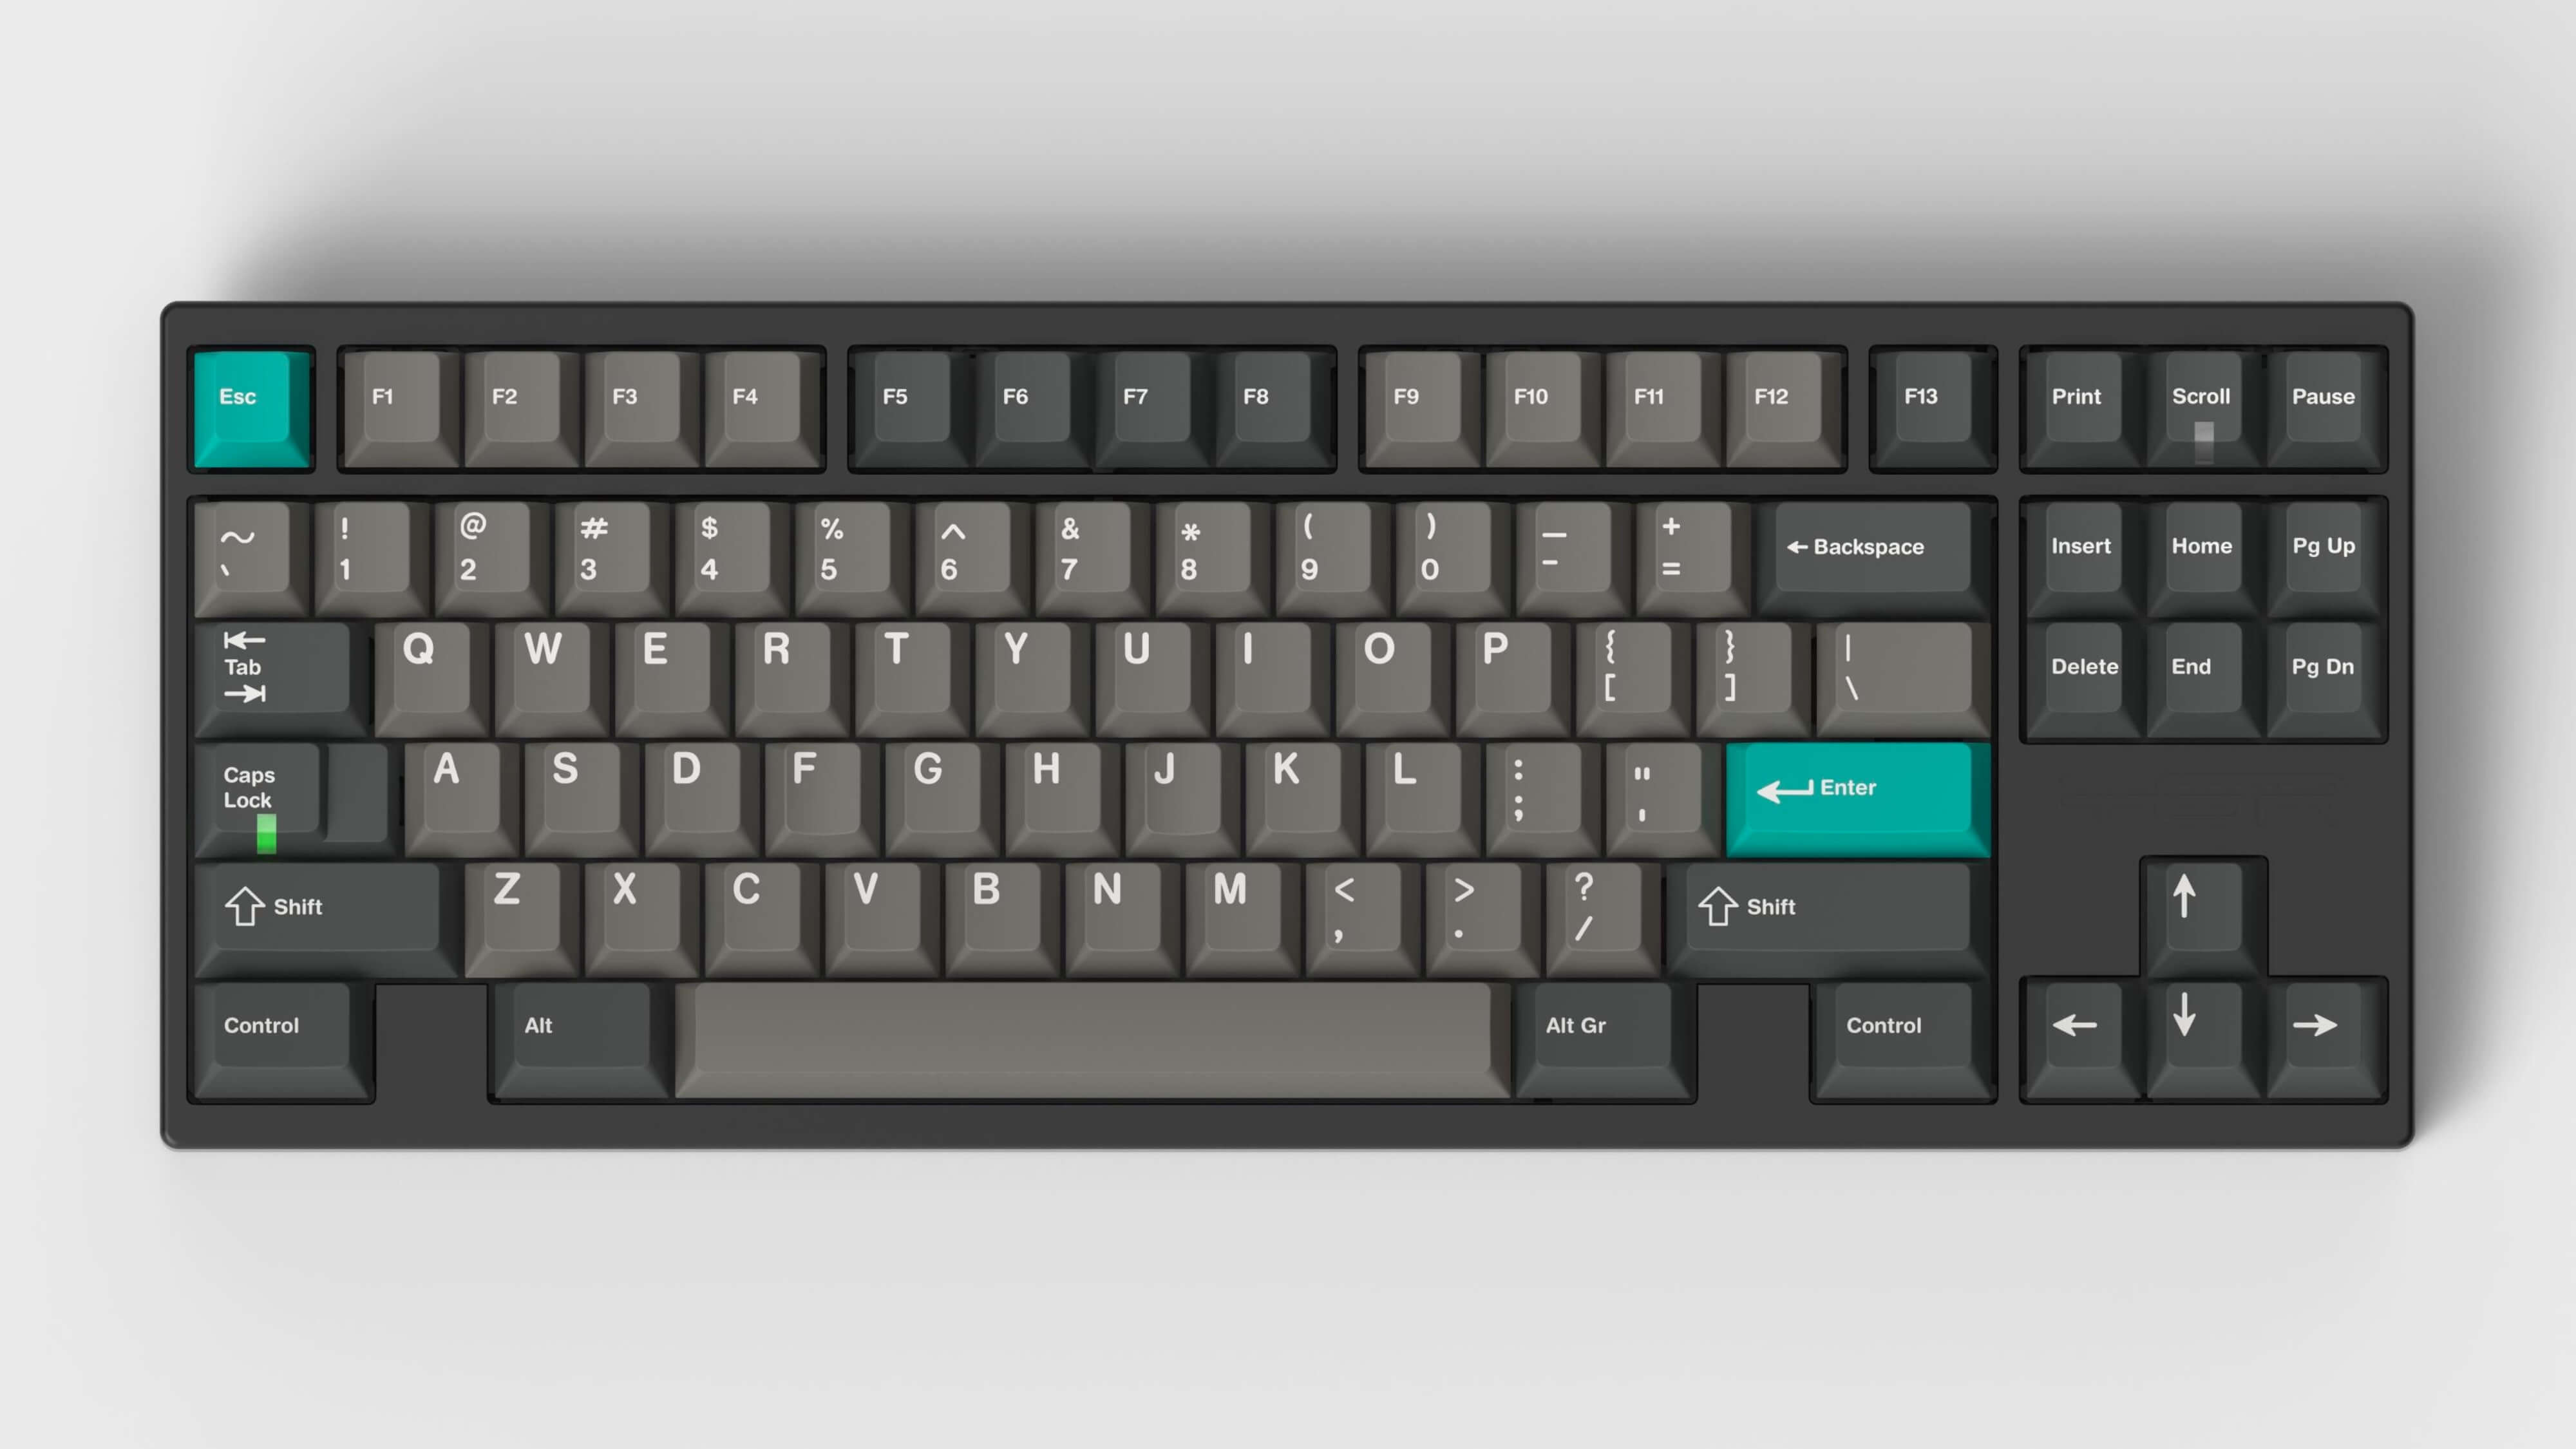 Esc F1 F2 F3 F4 F5 F6 F7 F8 F9 F10 F11 F12 F13 Print Scroll Pause
~ ! @ # $ % ^ & * ( ) _ +
` 1 2 3 4 5 6 7 8 9 0 - = ← Backspace Insert Home Pg Up
Tab Q W E R T Y U I O P { } |
[ ] \ Delete End Pg Dn
Caps
Lock A S D F G H J K L : " Enter
; '
Shift Z X C V B N M < > ? Shift ↑
, . /
Control Alt Alt Gr Control ← ↓ →